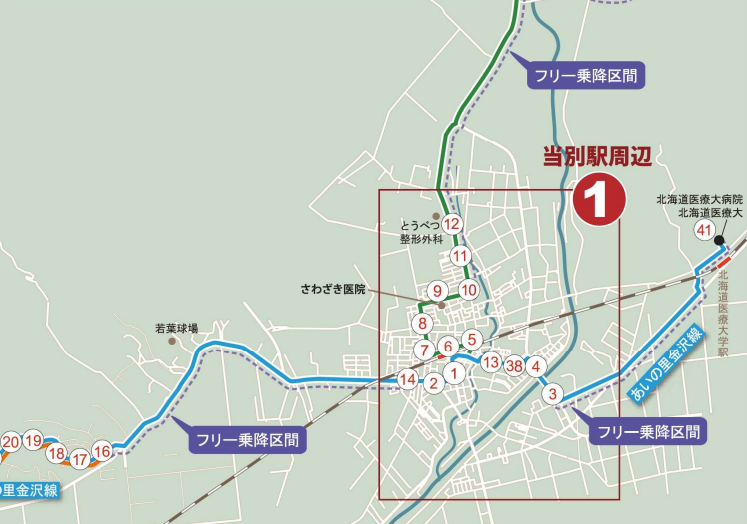 フリー乗降区間
当別駅周辺
1
北海道医療大病院
北海道医療大
41
とうべつ
整形外科
12
11
さわざき医院
9
10
8
北海道医療大学駅
若葉球場
7
6
5
13
38
4
14
2
1
3
あいの里金沢線
フリー乗降区間
フリー乗降区間
20
19
18
17
16
の里金沢線